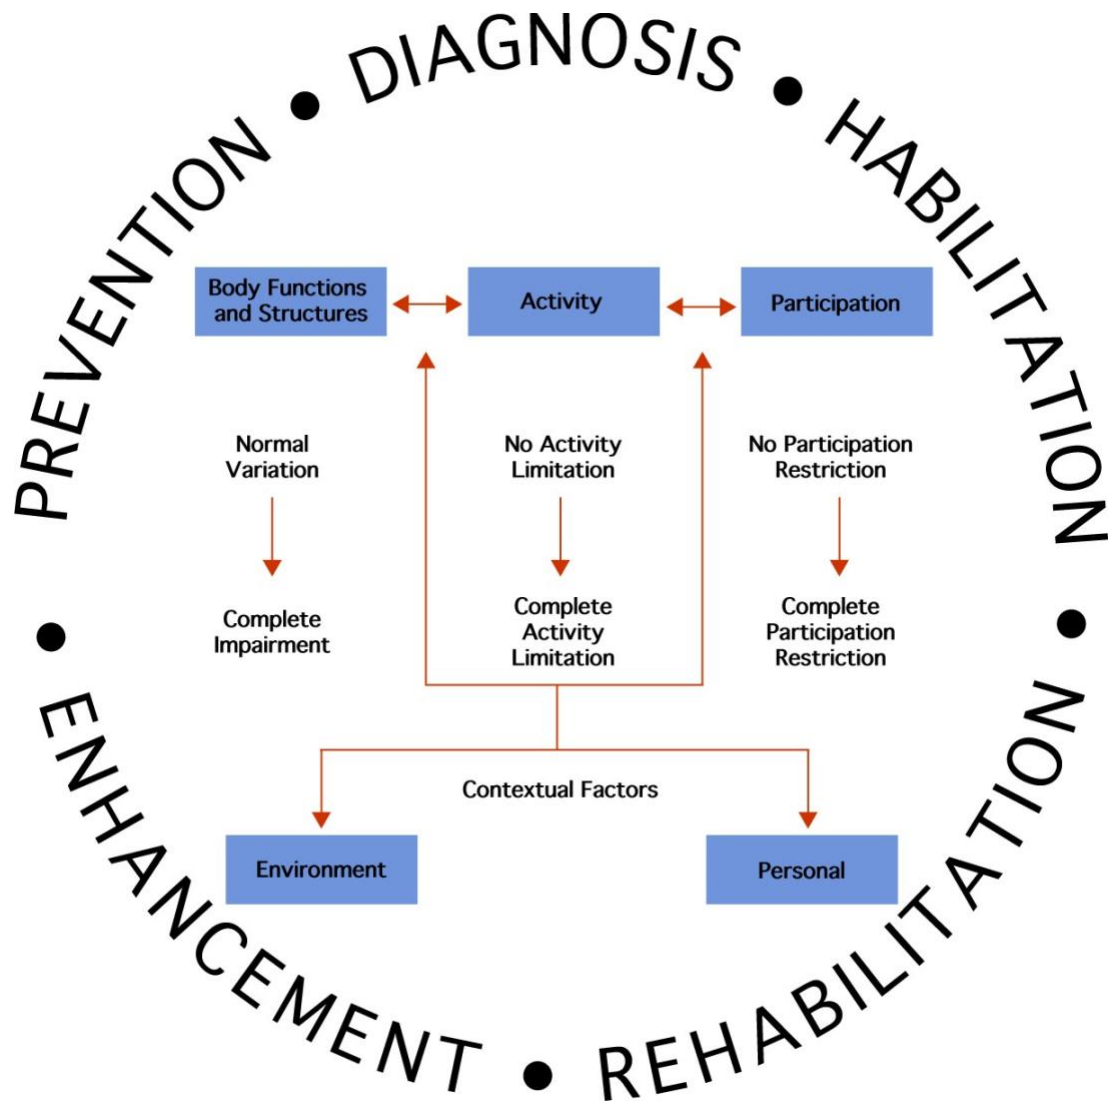 PREVENTION • DIAGNOSIS • HABILITATION • REHABILITATION • ENHANCEMENT •
Body Functions
and Structures
Activity
Participation
Normal
Variation
No Activity
Limitation
No Participation
Restriction
Complete
Impairment
Complete
Activity
Limitation
Complete
Participation
Restriction
Contextual Factors
Environment
Personal